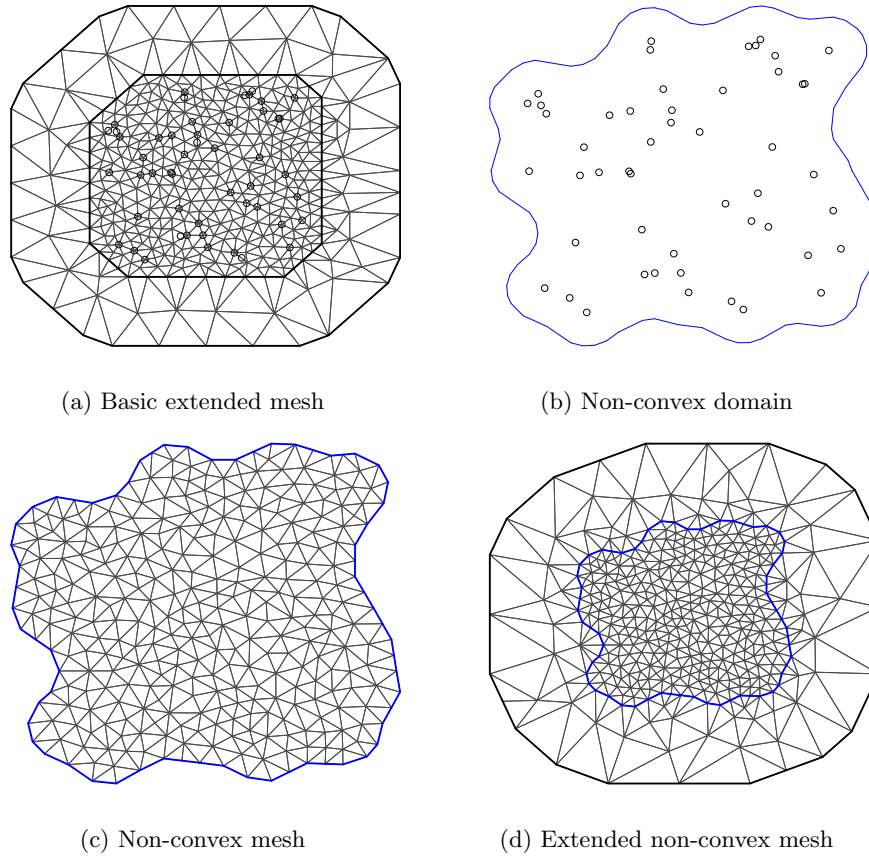 (a) Basic extended mesh
(b) Non-convex domain
(c) Non-convex mesh
(d) Extended non-convex mesh